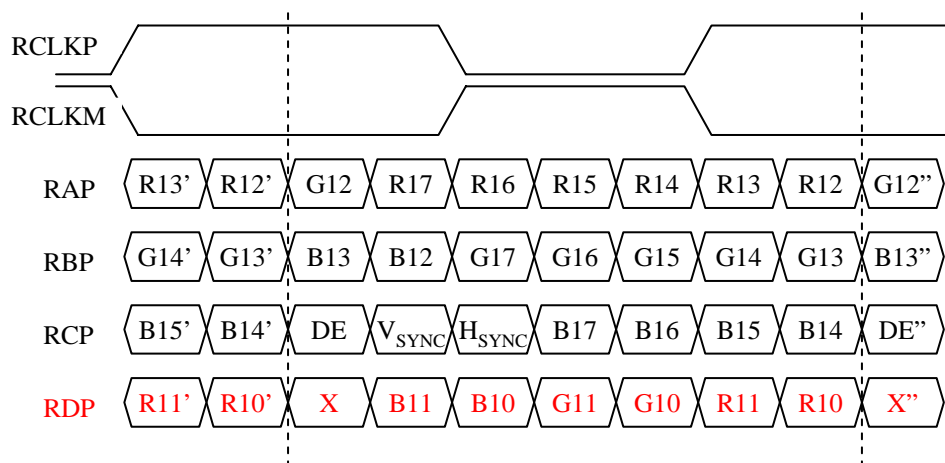 RCLKP
RCLKM
RAP R13’ R12’ G12 R17 R16 R15 R14 R13 R12 G12”
RBP G14’ G13’ B13 B12 G17 G16 G15 G14 G13 B13”
RCP B15’ B14’ DE VSYNC HSYNC B17 B16 B15 B14 DE”
RDP R11’ R10’ X B11 B10 G11 G10 R11 R10 X”